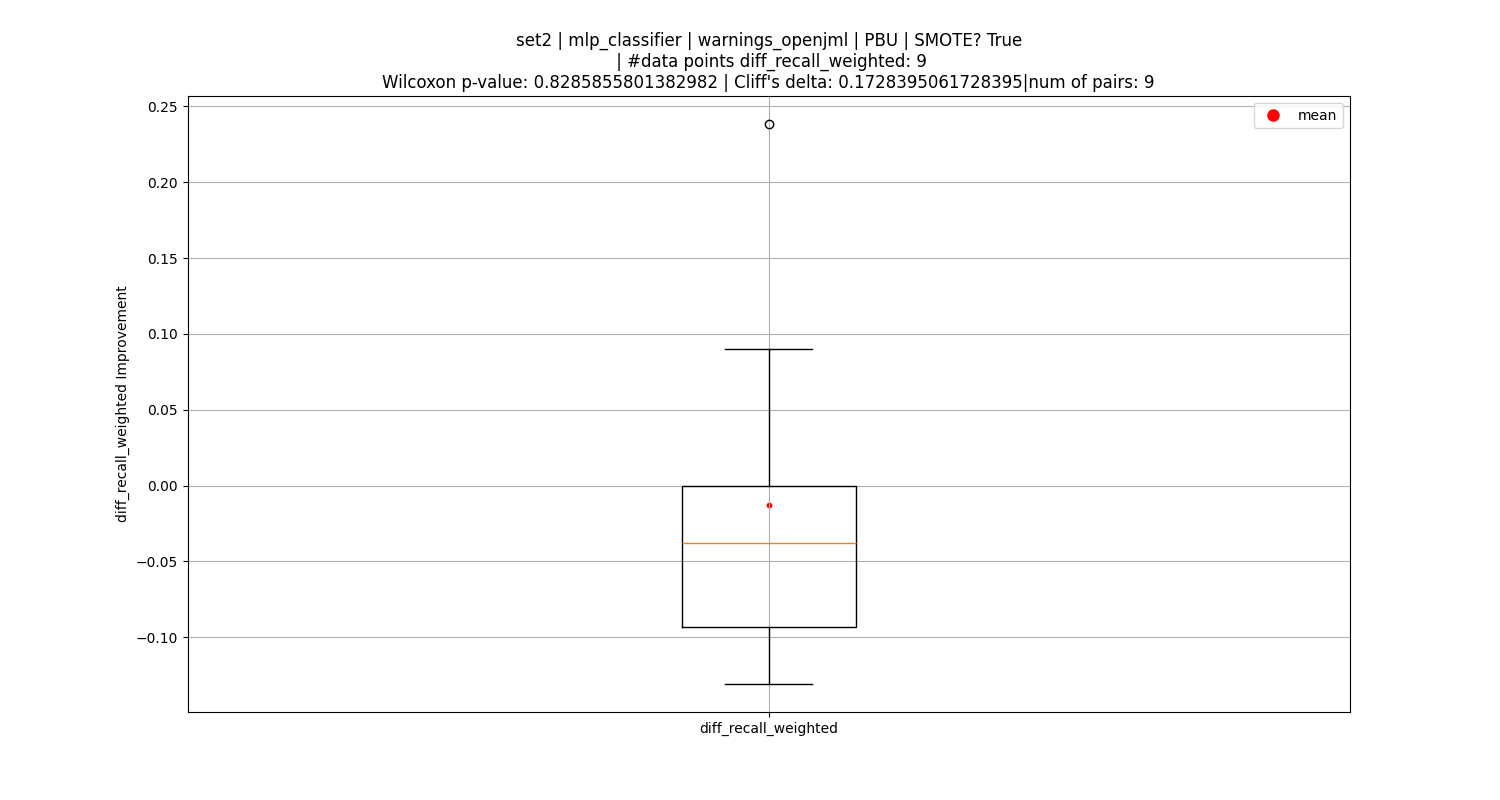 set2 | mlp_classifier | warnings_openjml | PBU | SMOTE? True
| #data points diff_recall_weighted: 9
Wilcoxon p-value: 0.8285855801382982 | Cliff's delta: 0.1728395061728395|num of pairs: 9
mean
0.25
0.20
0.15
0.10
0.05
0.00
−0.05
−0.10
diff_recall_weighted Improvement
diff_recall_weighted